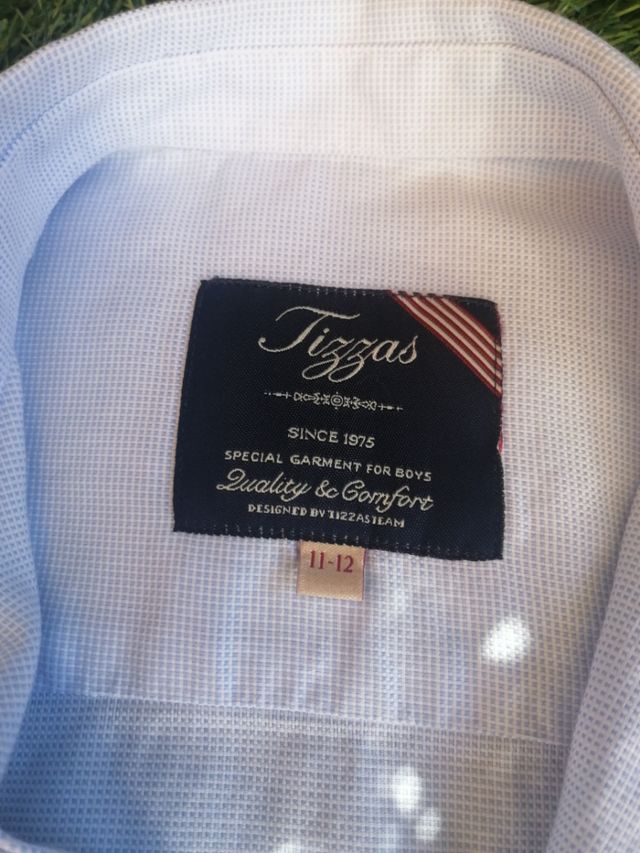 Tizzas
SINCE 1975
SPECIAL GARMENT FOR BOYS
Quality & Comfort
DESIGNED BY TIZZASTEAM
11-12